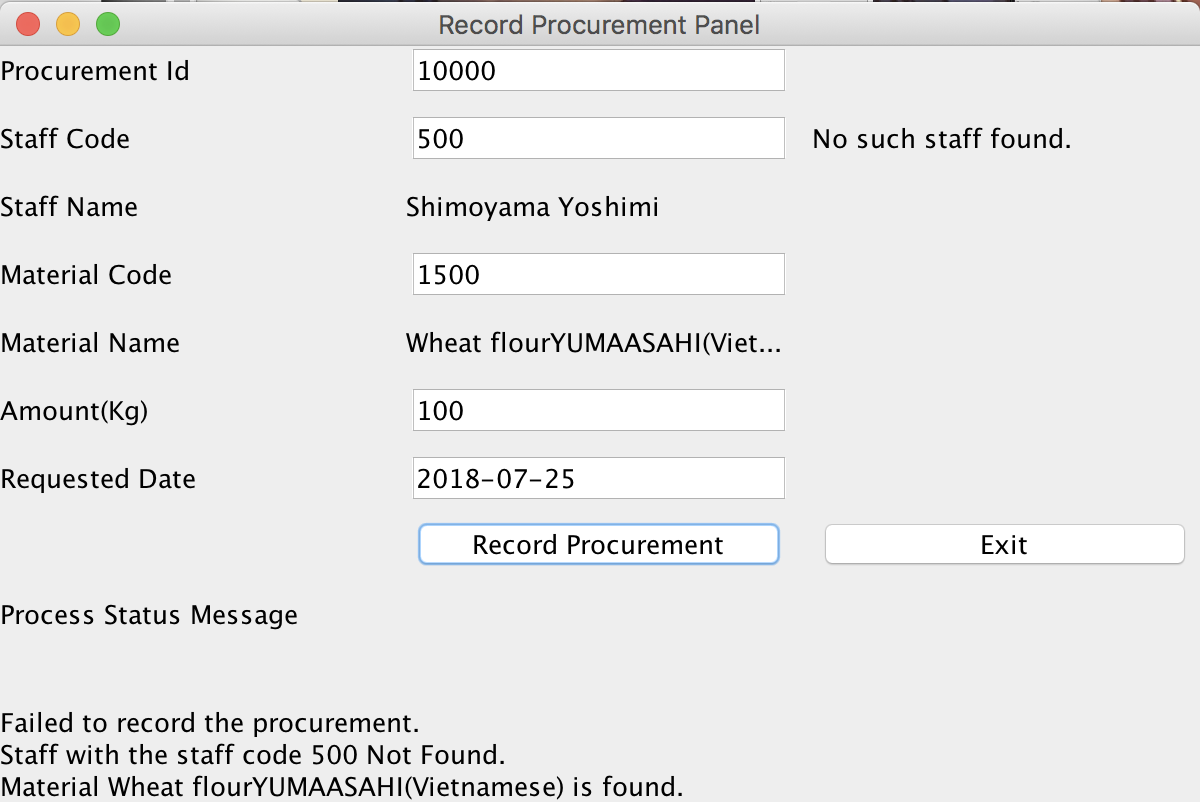 Record Procurement Panel
Procurement Id 10000
Staff Code 500 No such staff found.
Staff Name Shimoyama Yoshimi
Material Code 1500
Material Name Wheat flourYUMAASAHI(Viet...
Amount(Kg) 100
Requested Date 2018-07-25
Record Procurement Exit
Process Status Message
Failed to record the procurement.
Staff with the staff code 500 Not Found.
Material Wheat flourYUMAASAHI(Vietnamese) is found.